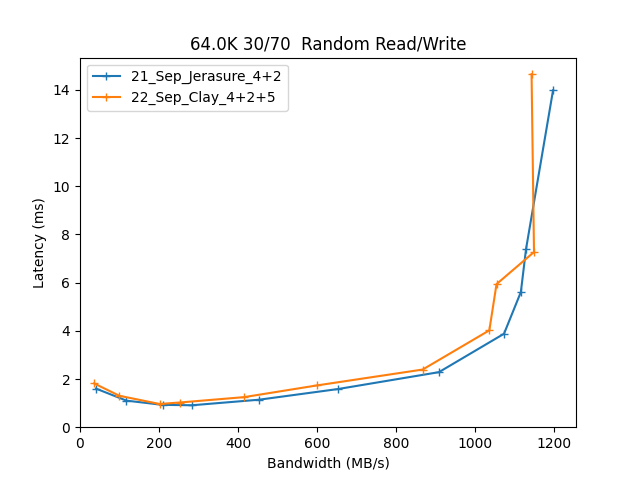 64.0K 30/70  Random Read/Write
21_Sep_Jerasure_4+2
22_Sep_Clay_4+2+5
Latency (ms)
14
12
10
8
6
4
2
0
0 200 400 600 800 1000 1200
Bandwidth (MB/s)